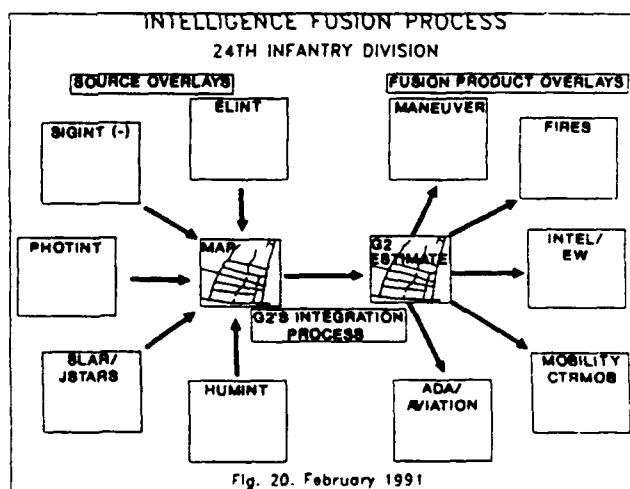 INTELLIGENCE FUSION PROCESS
24TH INFANTRY DIVISION
SOURCE OVERLAYS
FUSION PRODUCT OVERLAYS
ELINT
MANEUVER
SIGINT (-)
FIRES
PHOTINT
MAP
G2
ESTIMATE
INTEL/
EW
G2'S INTEGRATION
PROCESS
SLAR/
JSTARS
HUMINT
ADA/
AVIATION
MOBILITY
CTRMOB
Fig. 20. February 1991